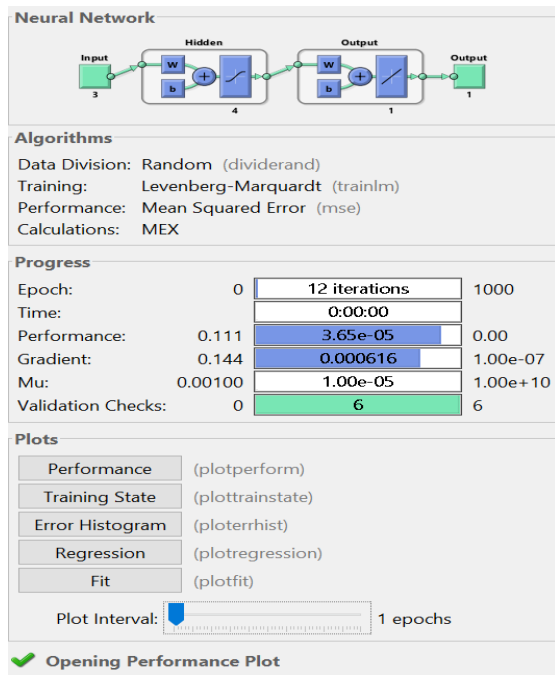 Neural Network
Hidden Output
Input W W Output
b b
3 4 1 1
Algorithms
Data Division: Random (dividerand)
Training: Levenberg-Marquardt (trainlm)
Performance: Mean Squared Error (mse)
Calculations: MEX
Progress
Epoch: 0 12 iterations 1000
Time: 0:00:00
Performance: 0.111 3.65e-05 0.00
Gradient: 0.144 0.000616 1.00e-07
Mu: 0.00100 1.00e-05 1.00e+10
Validation Checks: 0 6 6
Plots
Performance (plotperform)
Training State (plottrainstate)
Error Histogram (ploterrhist)
Regression (plotregression)
Fit (plotfit)
Plot Interval: 1 epochs
Opening Performance Plot